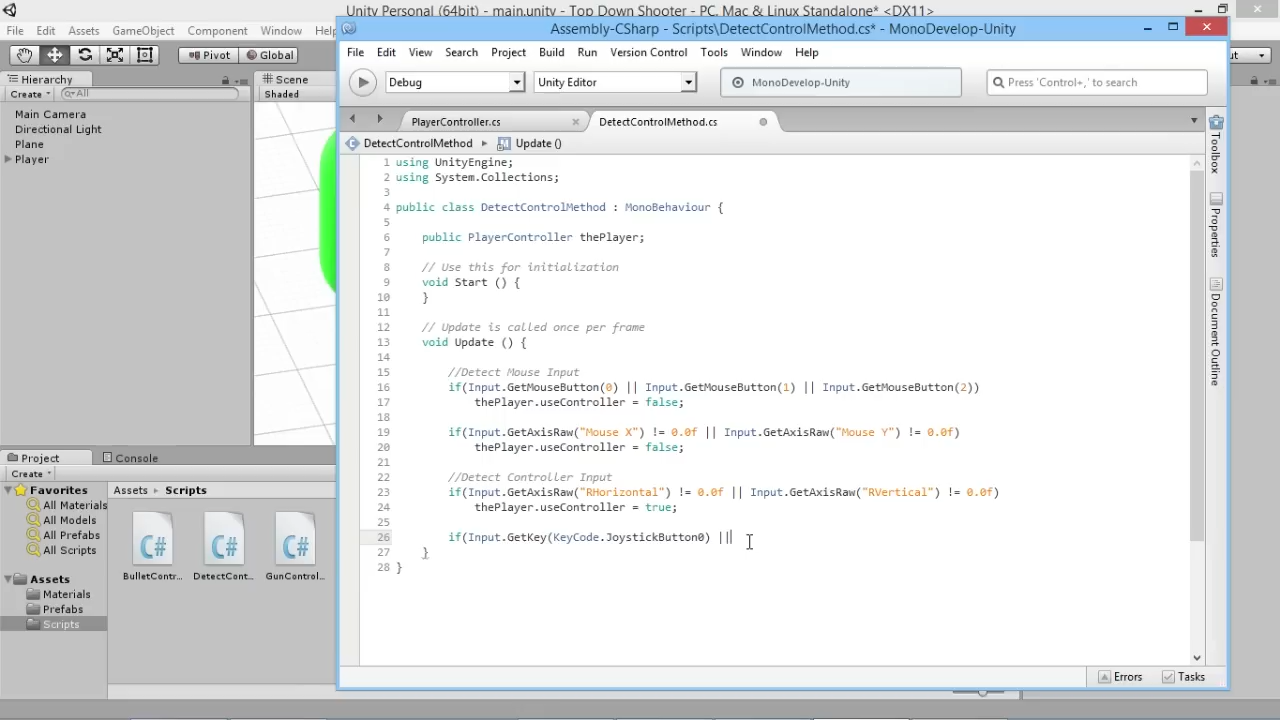 Unity Personal (64bit) - main.unity - Top Down Shooter - PC, Mac & Linux Standalone* <DX11>
Assembly-CSharp - Scripts\DetectControlMethod.cs* - MonoDevelop-Unity
File Edit Assets GameObject Component Window
File Edit View Search Project Build Run Version Control Tools Window Help
Pivot Global
Debug Unity Editor MonoDevelop-Unity Press 'Control+,' to search
Hierarchy
Scene
Create All
Shaded
Main Camera
Directional Light
Plane
Player
PlayerController.cs DetectControlMethod.cs
DetectControlMethod Update ()
1 using UnityEngine;
2 using System.Collections;
3
4 public class DetectControlMethod : MonoBehaviour {
5
6 public PlayerController thePlayer;
7
8 // Use this for initialization
9 void Start () {
10 }
11
12 // Update is called once per frame
13 void Update () {
14
15 //Detect Mouse Input
16 if(Input.GetMouseButton(0) || Input.GetMouseButton(1) || Input.GetMouseButton(2))
17 thePlayer.useController = false;
18
19 if(Input.GetAxisRaw("Mouse X") != 0.0f || Input.GetAxisRaw("Mouse Y") != 0.0f)
20 thePlayer.useController = false;
21
22 //Detect Controller Input
23 if(Input.GetAxisRaw("RHorizontal") != 0.0f || Input.GetAxisRaw("RVertical") != 0.0f)
24 thePlayer.useController = true;
25
26 if(Input.GetKey(KeyCode.JoystickButton0) ||
27 }
28 }
Toolbox
Properties
Document Outline
Project Console
Create
Favorites
All Materials
All Models
All Prefabs
All Scripts
Assets
Materials
Prefabs
Scripts
Assets Scripts
C# C# C#
BulletContr... DetectCont... GunControl...
Errors Tasks